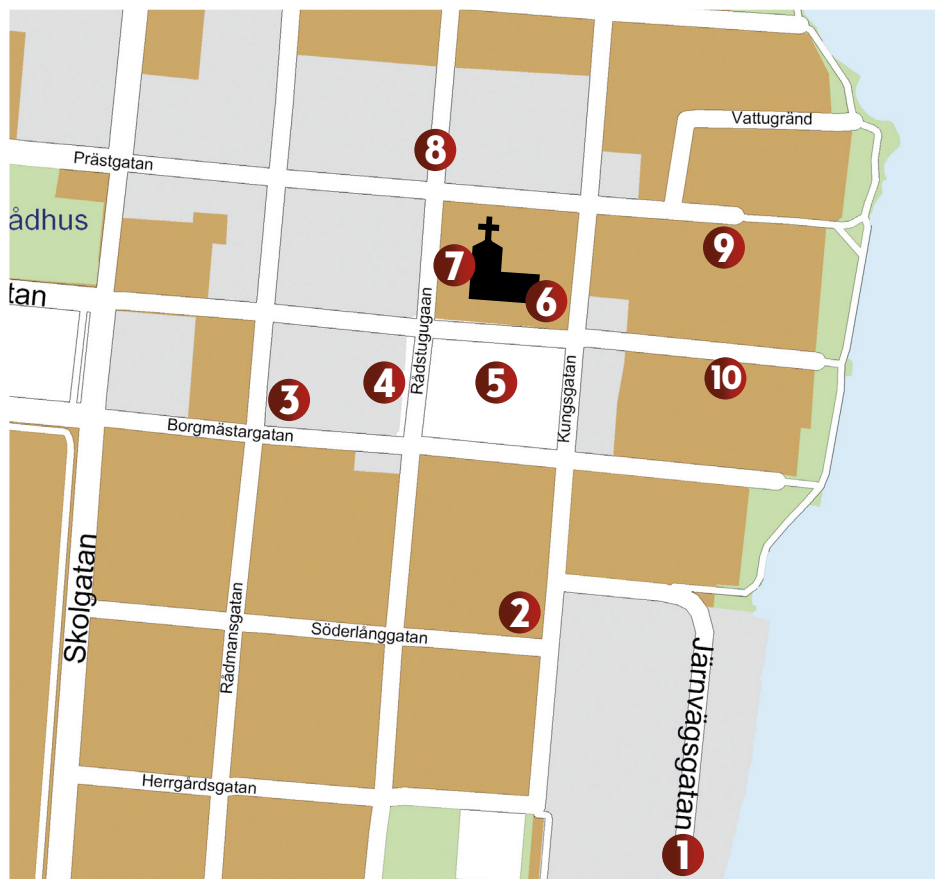 Vattugränd
8
Prästgatan
ådhus
9
7
6
tan
Rådstugugaan
10
5
4
3
Kungsgatan
Borgmästargatan
Skolgatan
Rådmansgatan
2
Söderlånggatan
Järnvägsgatan
Herrgårdsgatan
1